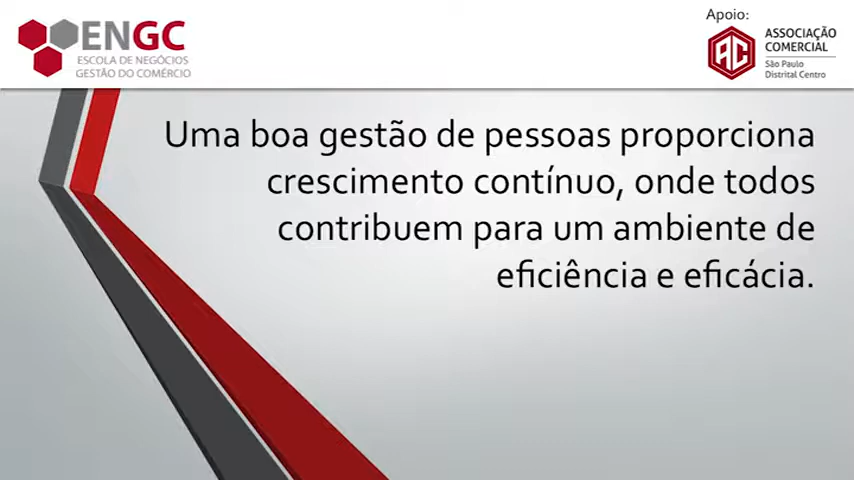 ENGC
ESCOLA DE NEGÓCIOS
GESTÃO DO COMÉRCIO
Apoio:
AC
ASSOCIAÇÃO
COMERCIAL
São Paulo
Distrital Centro
Uma boa gestão de pessoas proporciona
crescimento contínuo, onde todos
contribuem para um ambiente de
eficiência e eficácia.